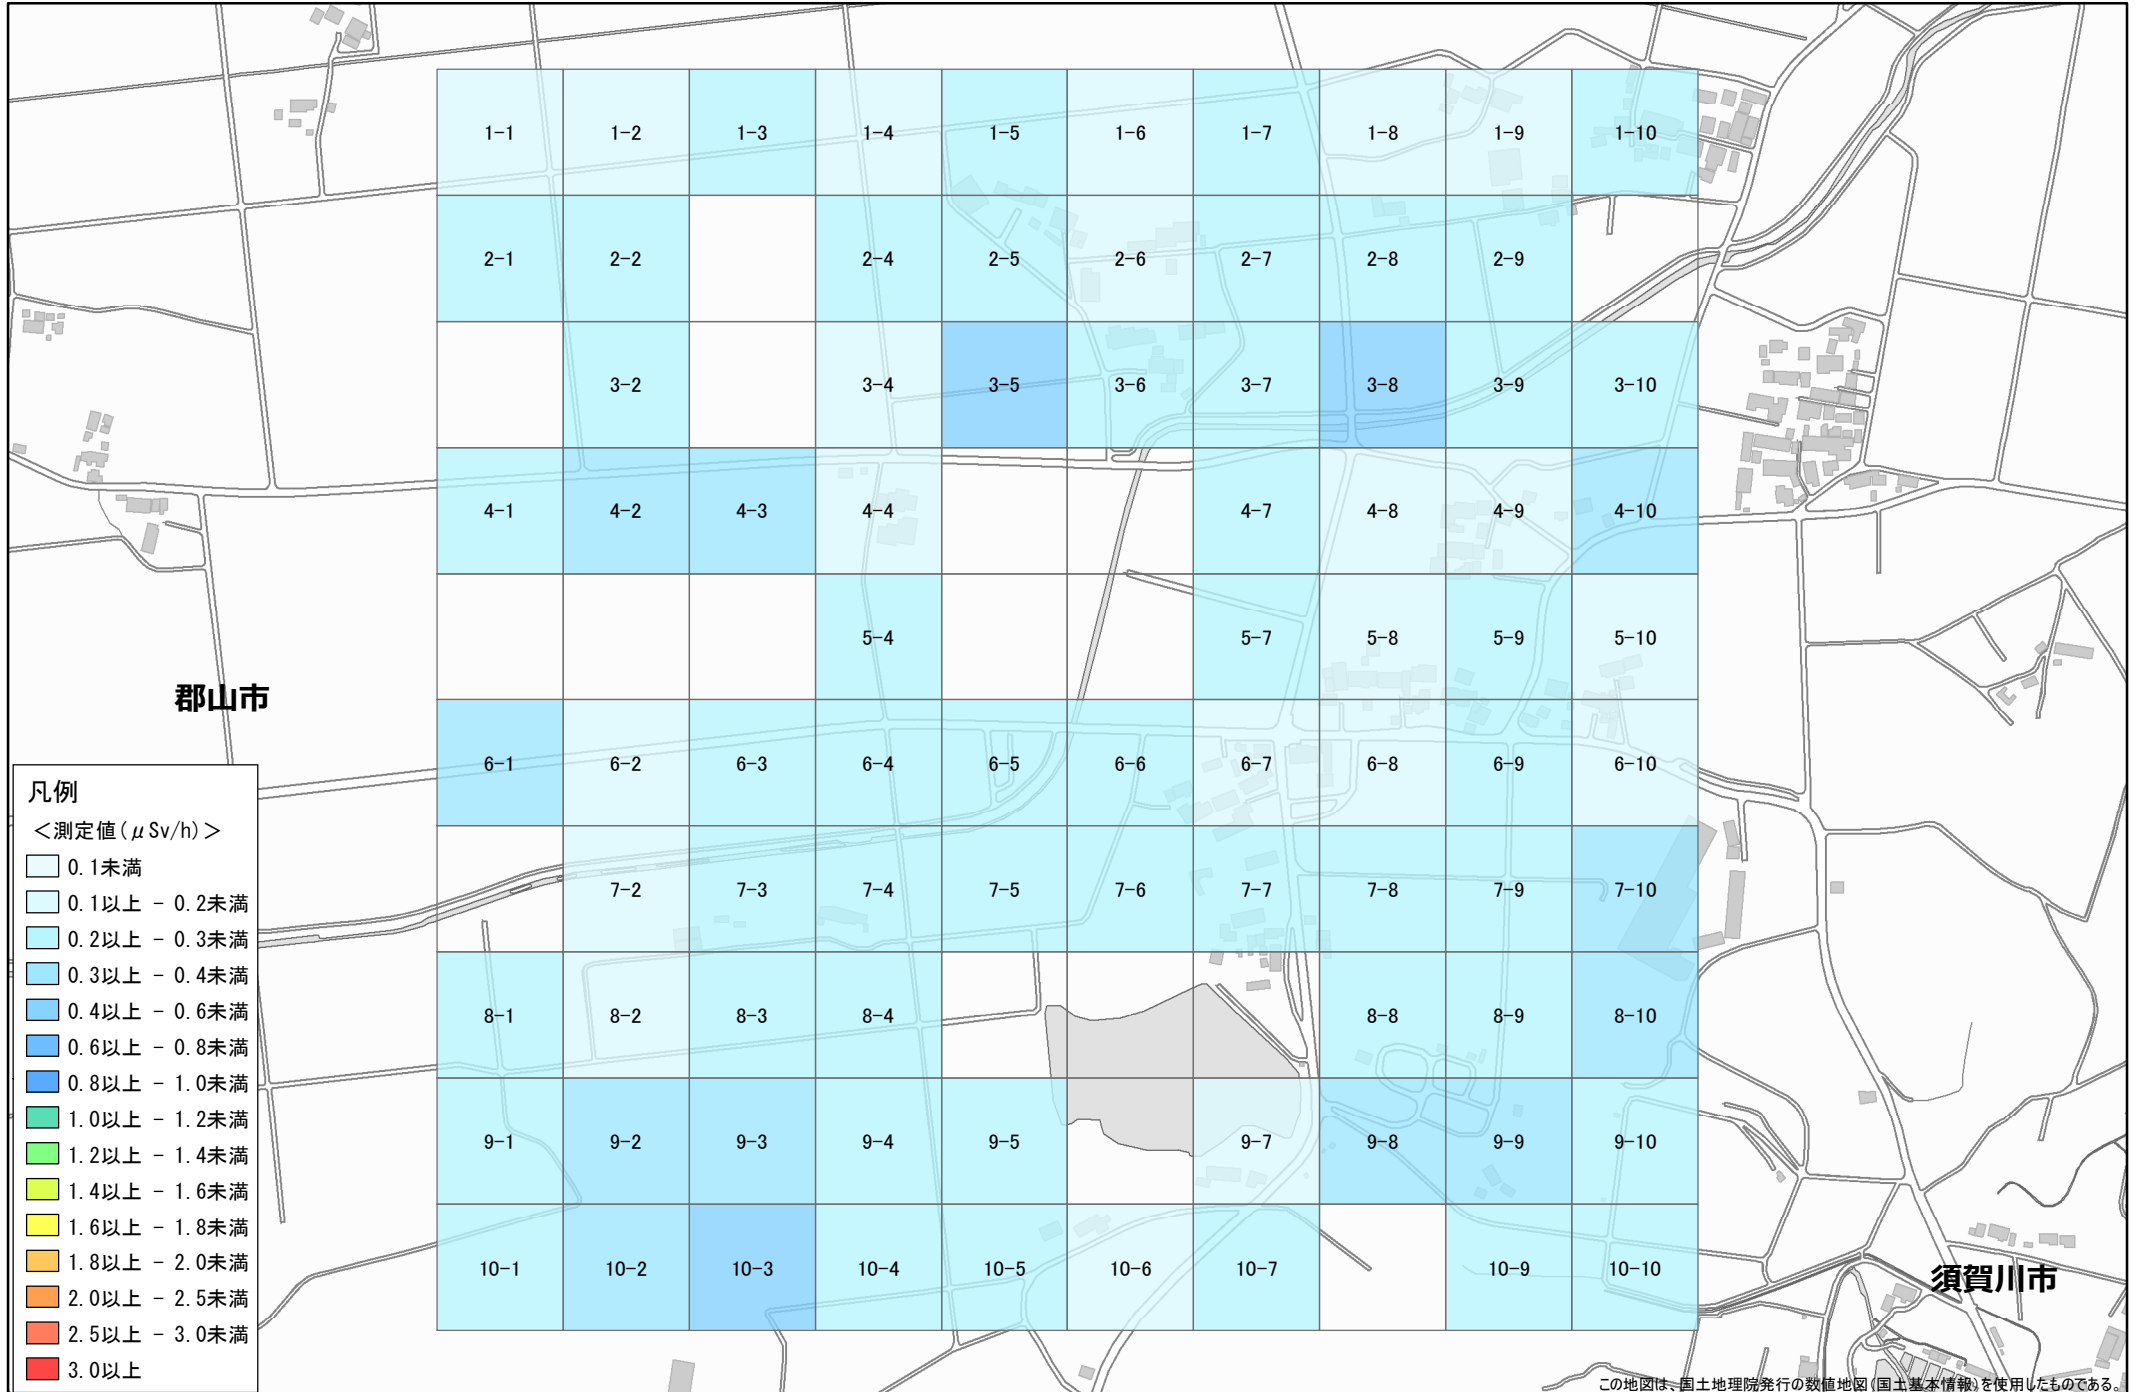 1-1 1-2 1-3 1-4 1-5 1-6 1-7 1-8 1-9 1-10
2-1 2-2 2-4 2-5 2-6 2-7 2-8 2-9
3-2 3-4 3-5 3-6 3-7 3-8 3-9 3-10
4-1 4-2 4-3 4-4 4-7 4-8 4-9 4-10
5-4 5-7 5-8 5-9 5-10
郡山市
6-1 6-2 6-3 6-4 6-5 6-6 6-7 6-8 6-9 6-10
7-2 7-3 7-4 7-5 7-6 7-7 7-8 7-9 7-10
8-1 8-2 8-3 8-4 8-8 8-9 8-10
9-1 9-2 9-3 9-4 9-5 9-7 9-8 9-9 9-10
10-1 10-2 10-3 10-4 10-5 10-6 10-7 10-9 10-10
須賀川市
凡例
＜測定値(μSv/h)＞
0.1未満
0.1以上 - 0.2未満
0.2以上 - 0.3未満
0.3以上 - 0.4未満
0.4以上 - 0.6未満
0.6以上 - 0.8未満
0.8以上 - 1.0未満
1.0以上 - 1.2未満
1.2以上 - 1.4未満
1.4以上 - 1.6未満
1.6以上 - 1.8未満
1.8以上 - 2.0未満
2.0以上 - 2.5未満
2.5以上 - 3.0未満
3.0以上
この地図は、国土地理院発行の数値地図(国土基本情報)を使用したものである。